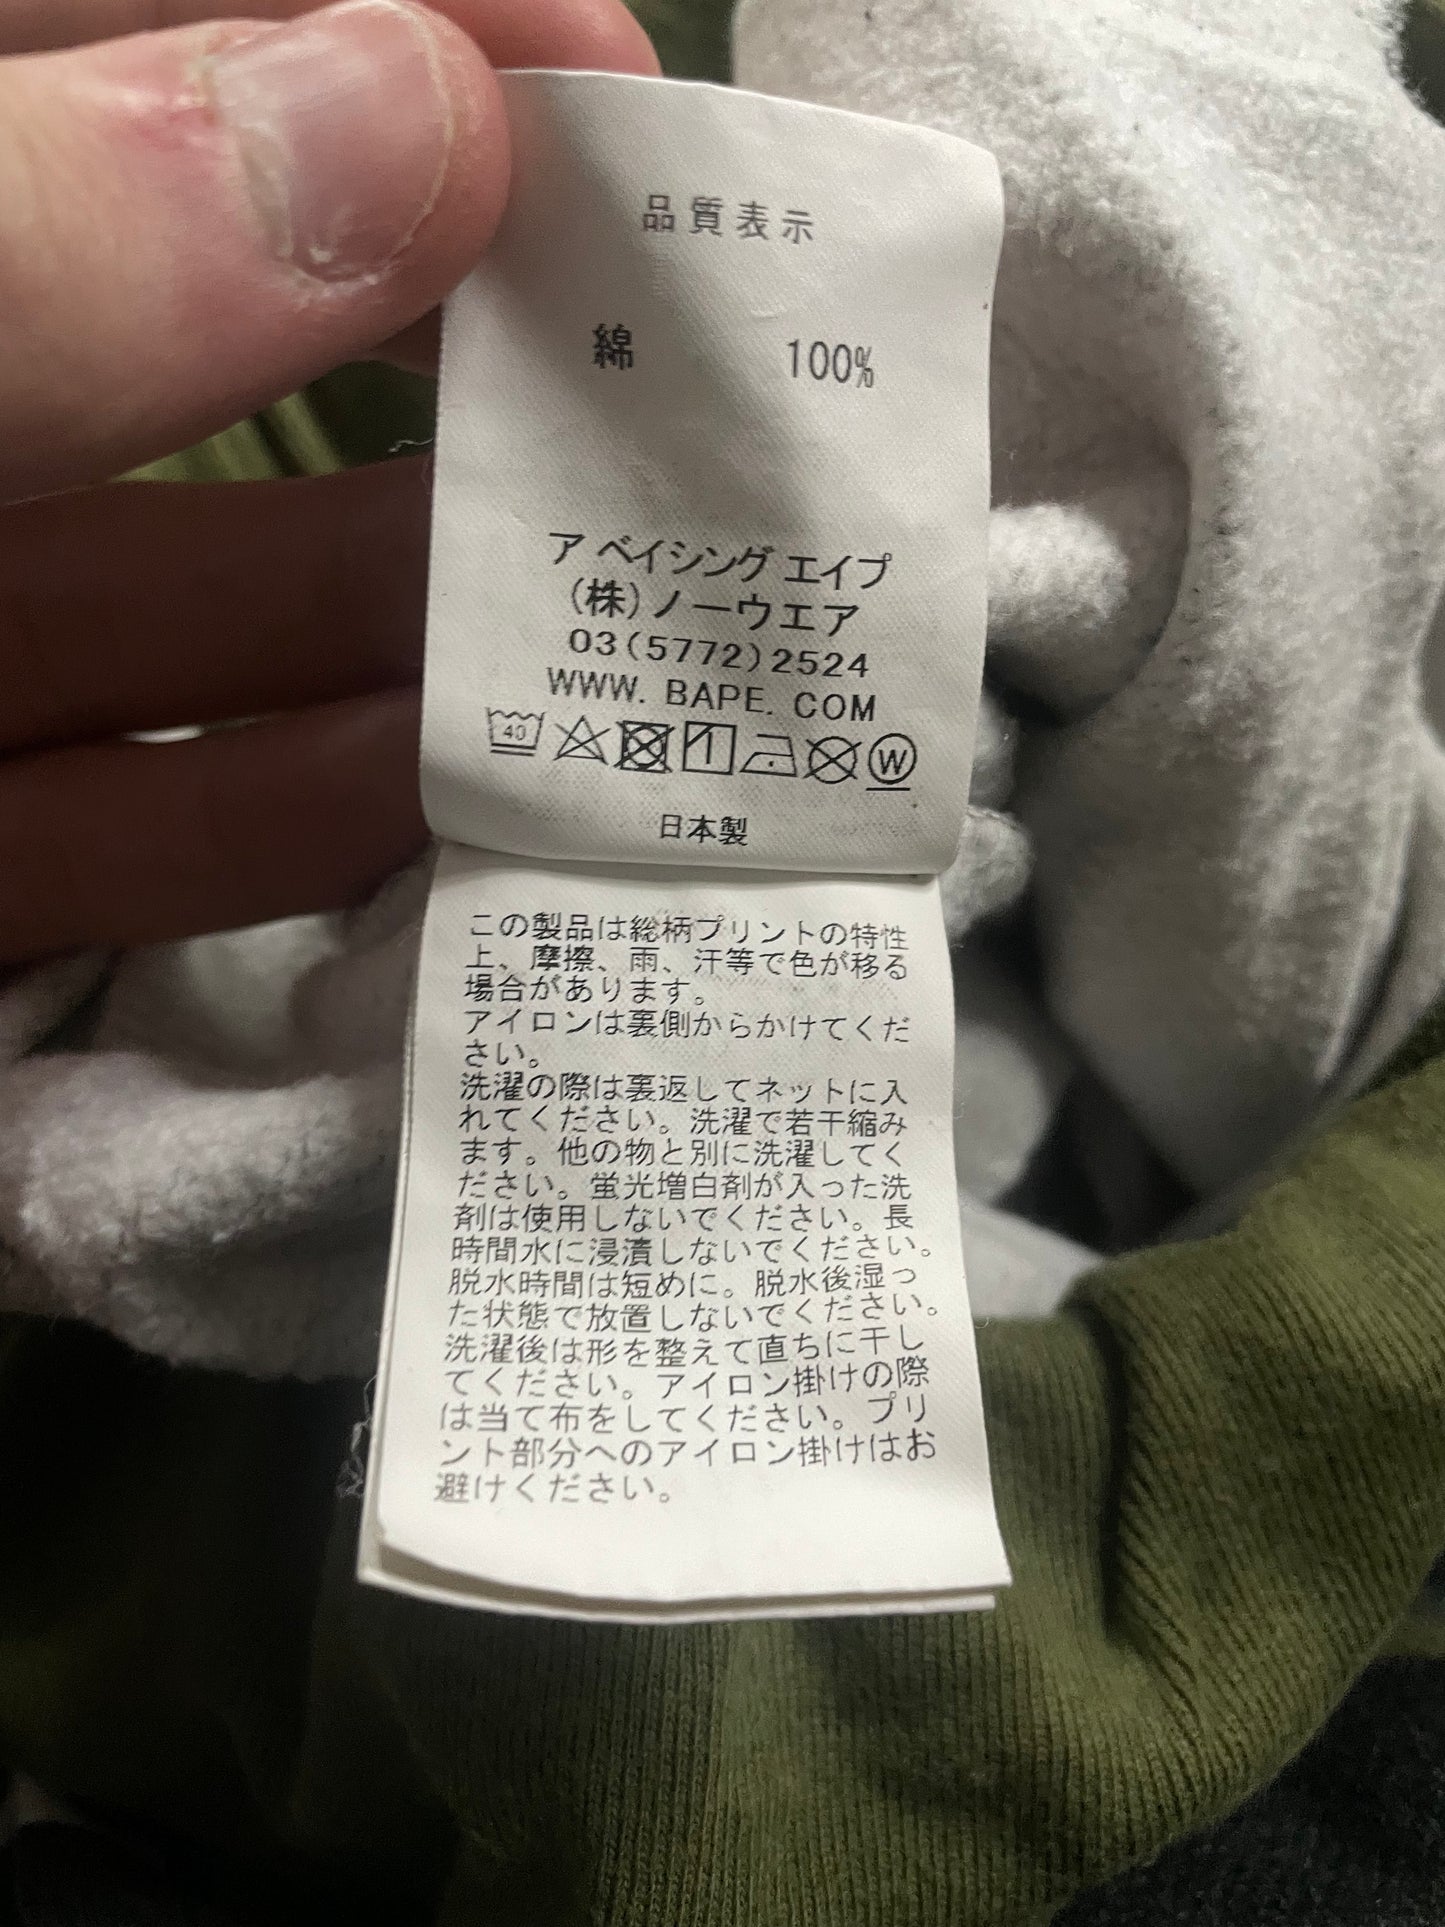 品質表示
綿 100%
ア ベイシング エイプ
(株)ノーウエア
03(5772)2524
WWW. BAPE. COM
40 W
日本製
この製品は総柄プリントの特性
上、摩擦、雨、汗等で色が移る
場合があります。
アイロンは裏側からかけてくだ
さい。
洗濯の際は裏返してネットに入
れてください。洗濯で若干縮み
ます。他の物と別に洗濯してく
ださい。蛍光増白剤が入った洗
剤は使用しないでください。長
時間水に浸漬しないでください。
脱水時間は短めに。脱水後湿っ
た状態で放置しないでください。
洗濯後は形を整えて直ちに干し
てください。アイロン掛けの際
は当て布をしてください。プリ
ント部分へのアイロン掛けはお
避けください。